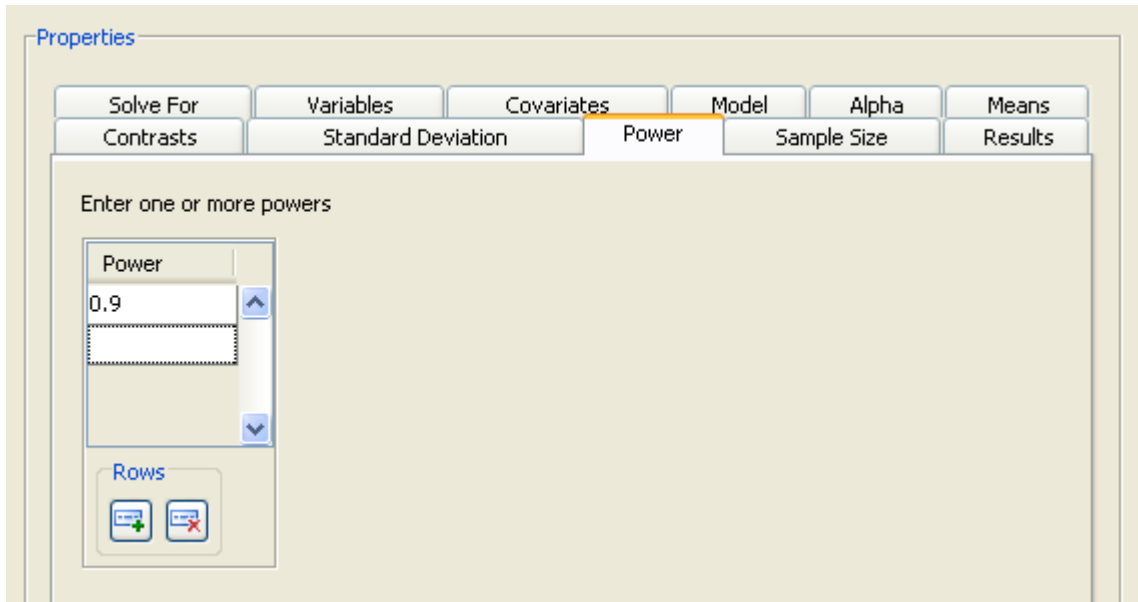 Properties
Solve For Variables Covariates Model Alpha Means
Contrasts Standard Deviation Power Sample Size Results
Enter one or more powers
Power
0.9
Rows